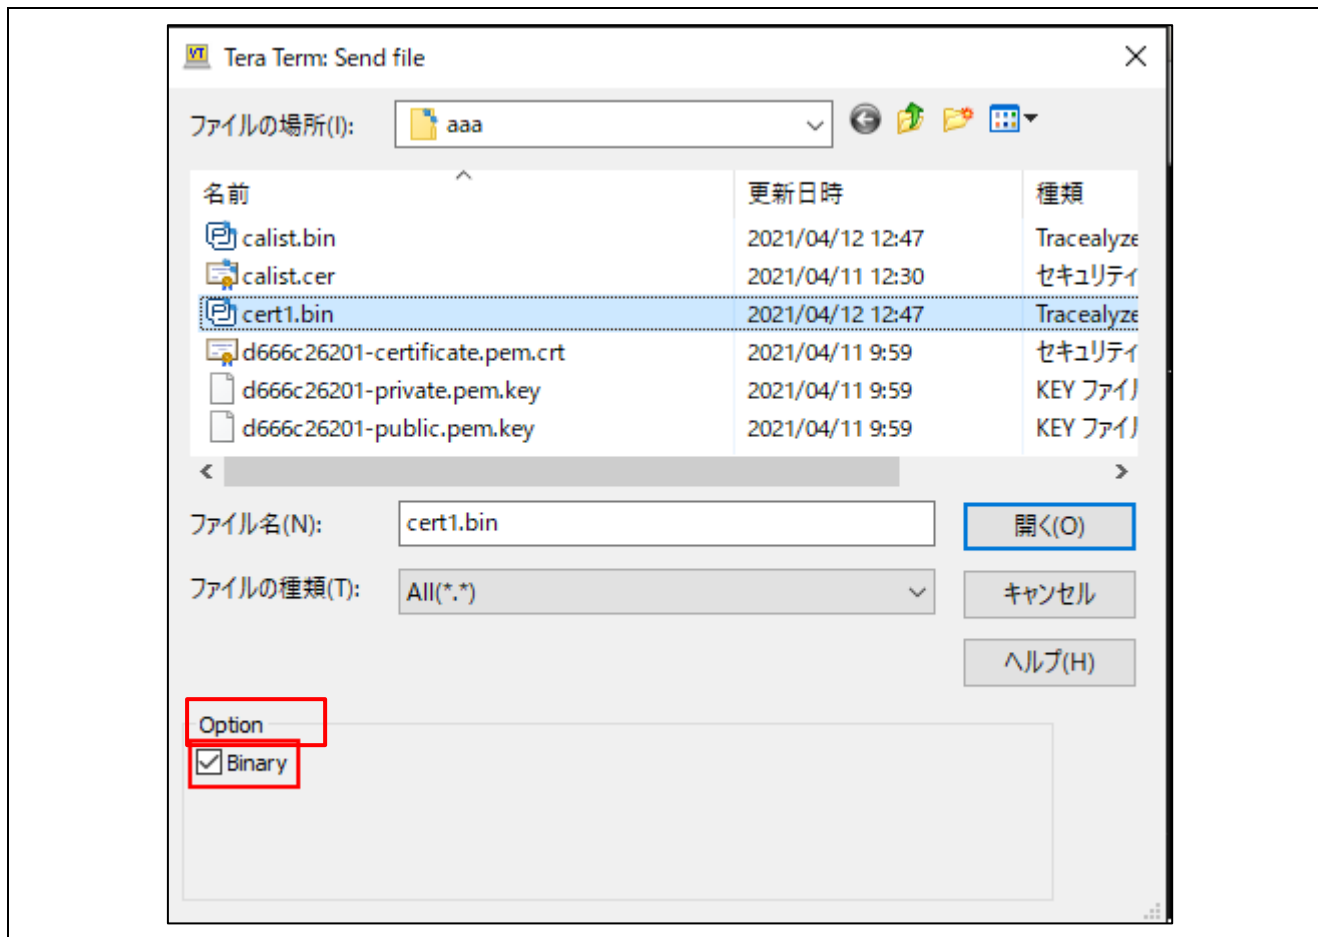 Tera Term: Send file
ファイルの場所(I): aaa
名前 更新日時 種類
calist.bin 2021/04/12 12:47 Tracealyze
calist.cer 2021/04/11 12:30 セキュリティ
cert1.bin 2021/04/12 12:47 Tracealyze
d666c26201-certificate.pem.crt 2021/04/11 9:59 セキュリティ
d666c26201-private.pem.key 2021/04/11 9:59 KEY ファイル
d666c26201-public.pem.key 2021/04/11 9:59 KEY ファイル
ファイル名(N): cert1.bin 開く(O)
ファイルの種類(T): All(*.*) キャンセル
ヘルプ(H)
Option
Binary